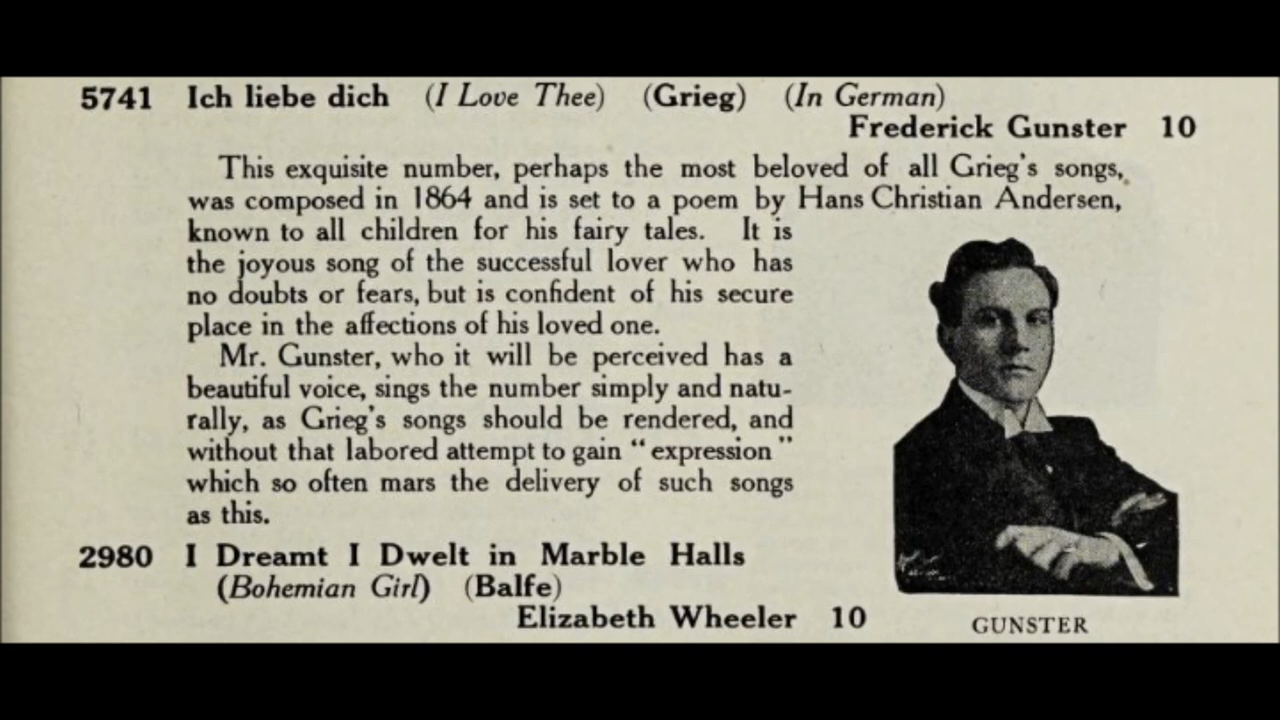 5741 Ich liebe dich (I Love Thee) (Grieg) (In German)
Frederick Gunster 10
This exquisite number, perhaps the most beloved of all Grieg's songs,
was composed in 1864 and is set to a poem by Hans Christian Andersen,
known to all children for his fairy tales. It is
the joyous song of the successful lover who has
no doubts or fears, but is confident of his secure
place in the affections of his loved one.
Mr. Gunster, who it will be perceived has a
beautiful voice, sings the number simply and natu-
rally, as Grieg's songs should be rendered, and
without that labored attempt to gain "expression"
which so often mars the delivery of such songs
as this.
2980 I Dreamt I Dwelt in Marble Halls
(Bohemian Girl) (Balfe)
Elizabeth Wheeler 10
GUNSTER